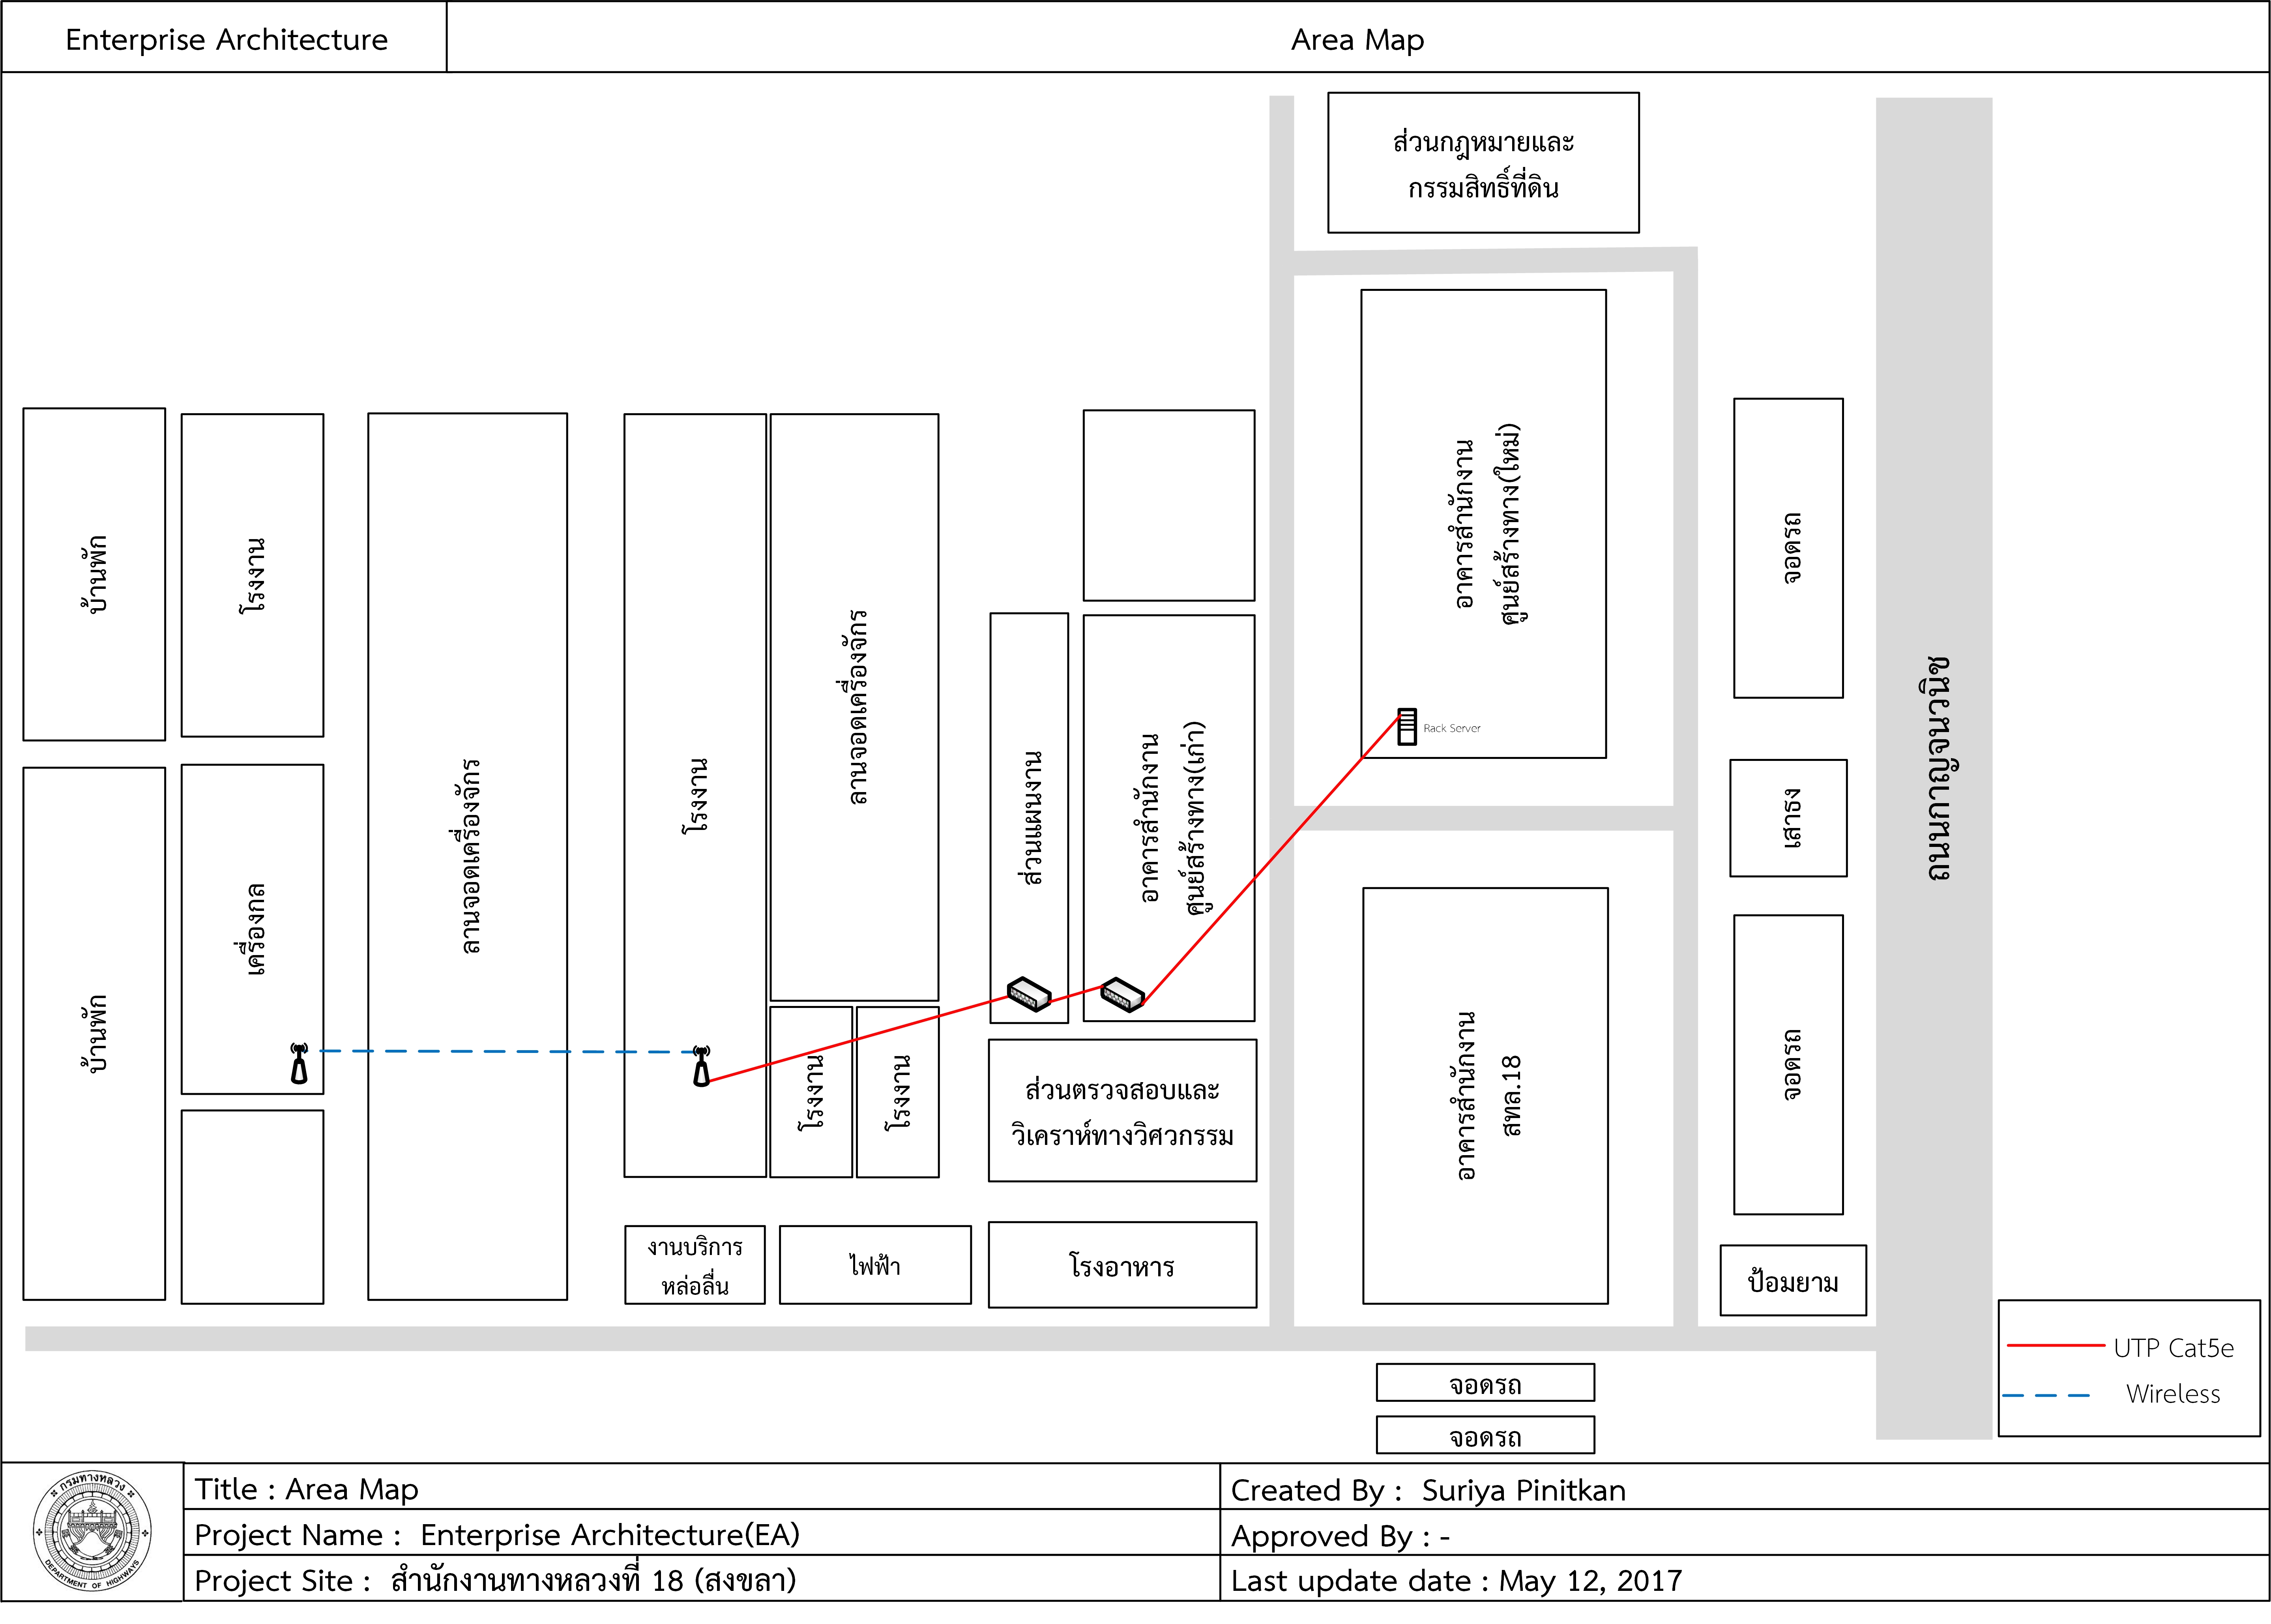 Enterprise Architecture
Area Map
ส่วนกฎหมายและ
กรรมสิทธิ์ที่ดิน
บ้านพัก
โรงงาน
ลานจอดเครื่องจักร
โรงงาน
ลานจอดเครื่องจักร
ส่วนแผนงาน
อาคารสำนักงาน
ศูนย์สร้างทาง(เก่า)
อาคารสำนักงาน
ศูนย์สร้างทาง(ใหม่)
Rack Server
จอดรถ
เสาธง
ถนนกาญจนวนิช
บ้านพัก
เครื่องกล
โรงงาน
โรงงาน
ส่วนตรวจสอบและ
วิเคราะห์ทางวิศวกรรม
อาคารสำนักงาน
สทล.18
จอดรถ
งานบริการ
หล่อลื่น
ไฟฟ้า
โรงอาหาร
ป้อมยาม
UTP Cat5e
Wireless
จอดรถ
จอดรถ
กรมทางหลวง
DEPARTMENT OF HIGHWAYS
Title : Area Map
Project Name : Enterprise Architecture(EA)
Project Site : สำนักงานทางหลวงที่ 18 (สงขลา)
Created By : Suriya Pinitkan
Approved By : -
Last update date : May 12, 2017